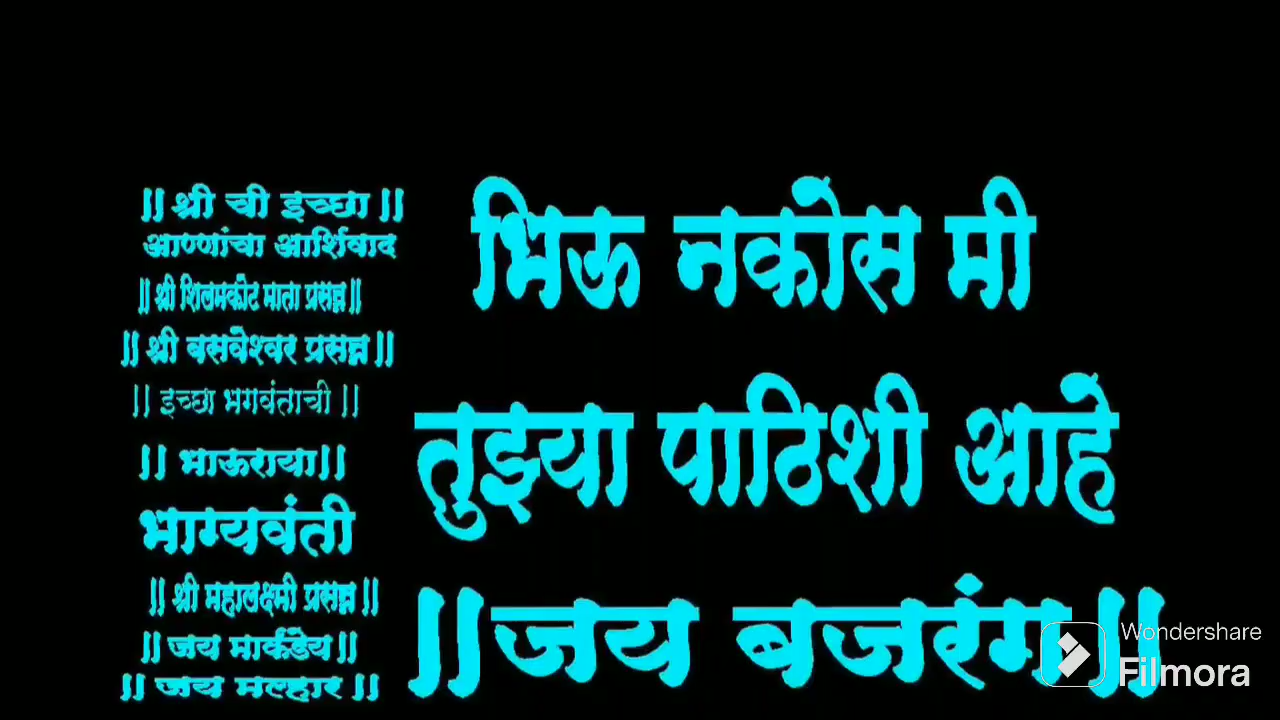 || श्री ची इच्छा ||
आण्णांचा आर्शिवाद
|| श्री शिलमकोट माता प्रसन्न ||
|| श्री बसवेश्वर प्रसन्न ||
|| इच्छा भगवंताची ||
|| भाऊराया||
भाग्यवंती
|| श्री महालक्ष्मी प्रसन्न ||
|| जय मार्कंडेय ||
|| जय मल्हार ||
भिऊ नकोस मी
तुझ्या पाठिशी आहे
||जय बजरंग ||
Wondershare
Filmora